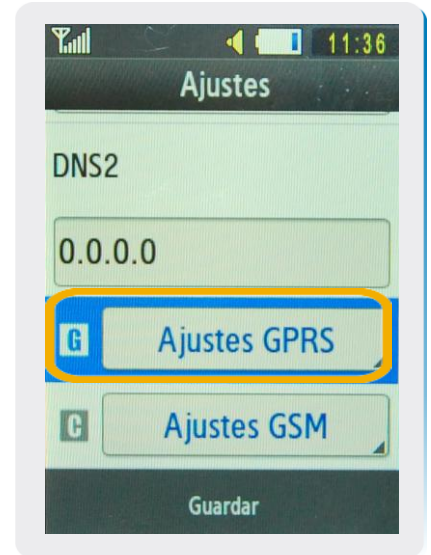 11:36
Ajustes
DNS2
0.0.0.0
G Ajustes GPRS
C Ajustes GSM
Guardar